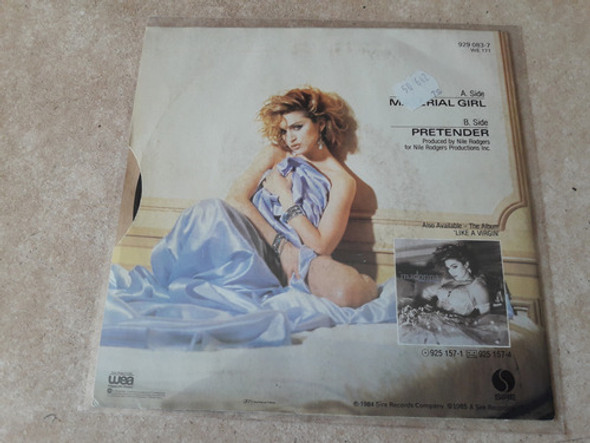 929 083-7
A. Side
MATERIAL GIRL
B. Side
PRETENDER
Produced by Nile Rodgers
for Nile Rodgers Productions Inc.
Also Available – The Album
'LIKE A VIRGIN'
madonna
925 157-1 925 157-4
wea
SIRE
© 1984 Sire Records Company